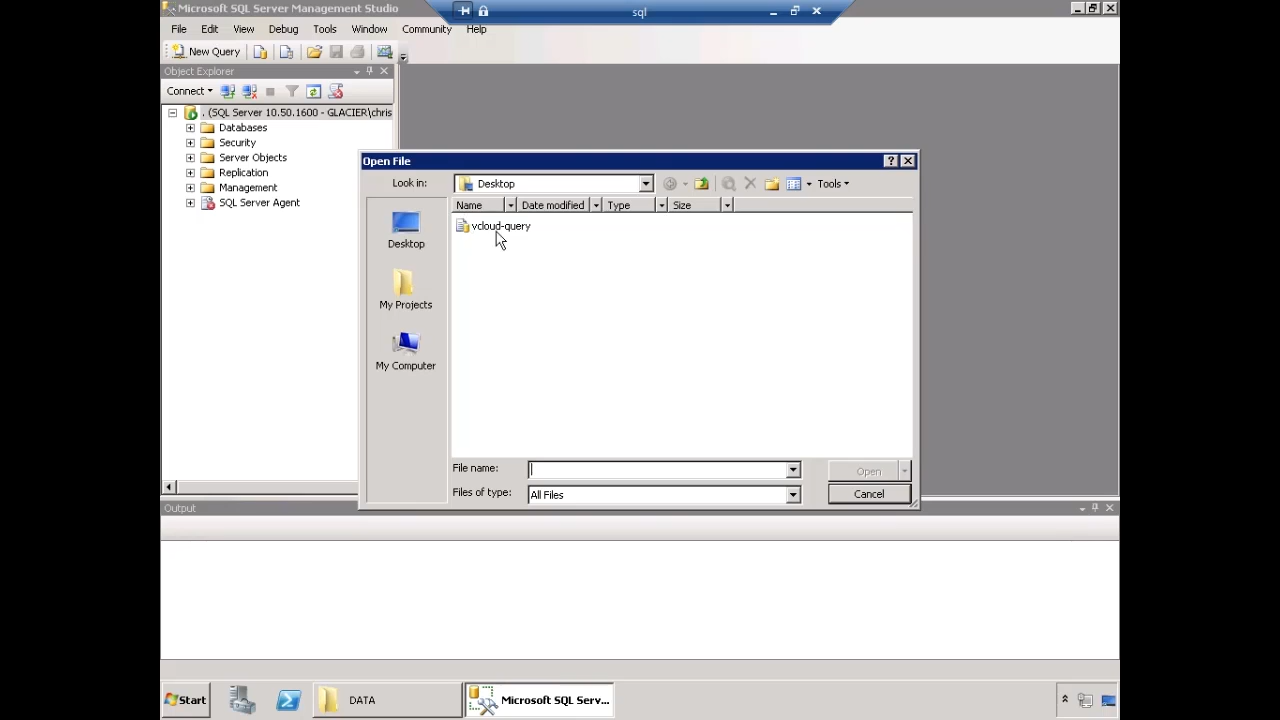 Microsoft SQL Server Management Studio
sql
File Edit View Debug Tools Window Community Help
New Query
Object Explorer
Connect
. (SQL Server 10.50.1600 - GLACIER\chris
Databases
Security
Server Objects
Replication
Management
SQL Server Agent
Open File
Look in: Desktop Tools
Name Date modified Type Size
vcloud-query
Desktop
My Projects
My Computer
File name: Open
Files of type: All Files Cancel
Output
Start DATA Microsoft SQL Serv...